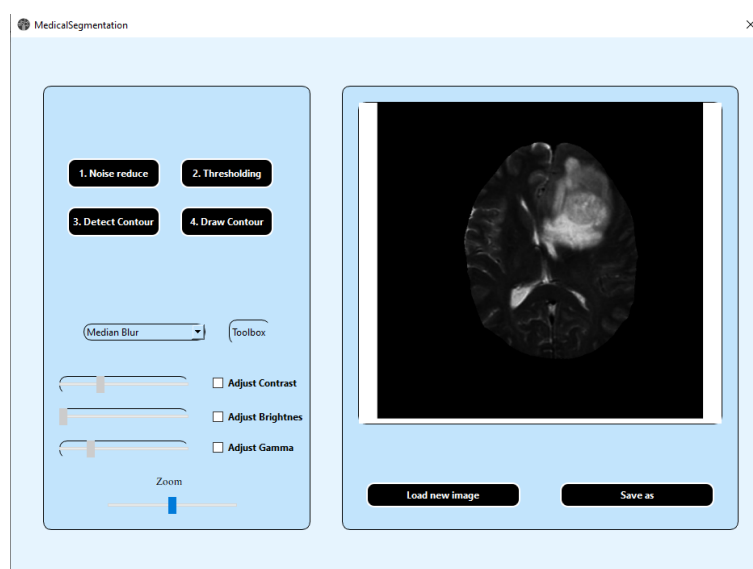 MedicalSegmentation
1. Noise reduce
2. Thresholding
3. Detect Contour
4. Draw Contour
Median Blur
Toolbox
Adjust Contrast
Adjust Brightnes
Adjust Gamma
Zoom
Load new image
Save as